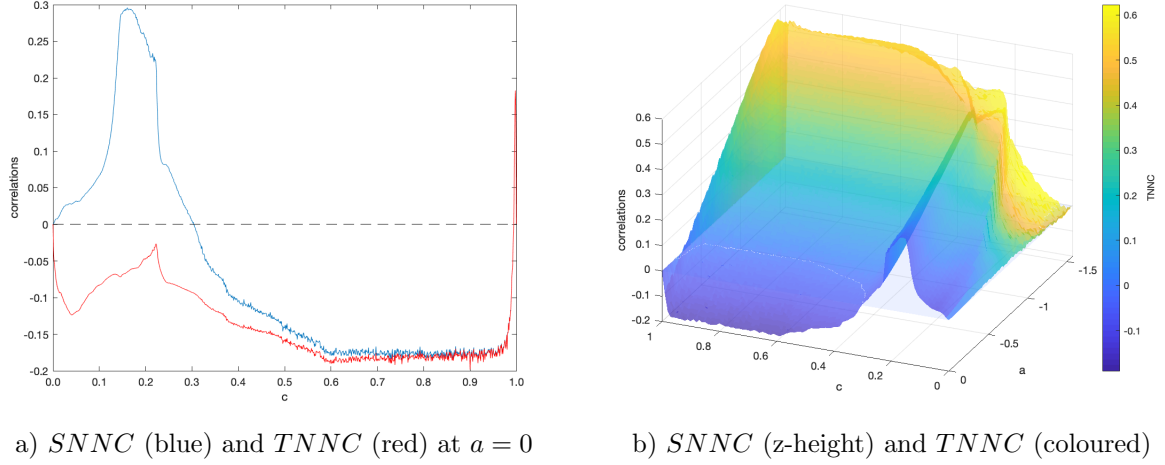 0.3
0.25
0.2
0.15
0.1
0.05
0
-0.05
-0.1
-0.15
-0.2
correlations
0.0 0.1 0.2 0.3 0.4 0.5 0.6 0.7 0.8 0.9 1.0
c
0.6
0.5
0.4
0.3
0.2
0.1
0
-0.1
-0.2
correlations
1 0.8 0.6 0.4 0.2 0
c
0 -0.5 -1 -1.5
a
0.6
0.5
0.4
0.3
0.2
0.1
0
-0.1
TNNC
a) SNNC (blue) and TNNC (red) at a = 0
b) SNNC (z-height) and TNNC (coloured)